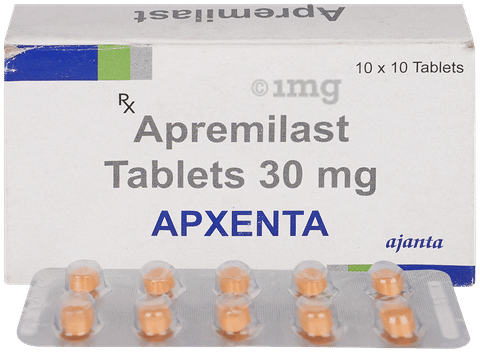 Apremilast
10 x 10 Tablets
©1mg
Rx
Apremilast
Tablets 30 mg
APXENTA
ajanta